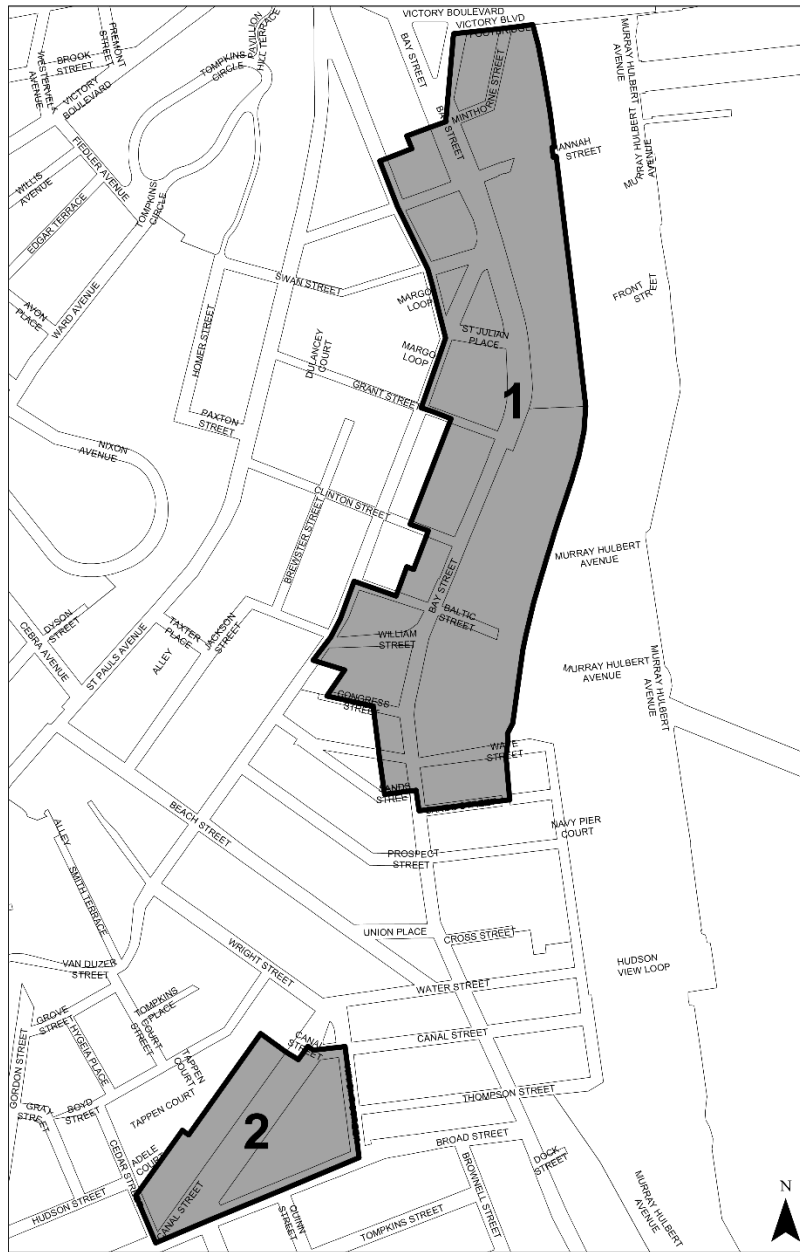 VICTORY BOULEVARD
VICTORY BLVD
FOOTBRIDGE
BAY STREET
MURRAY HULBERT
AVENUE
BROOK
STREET
FREMONT
STREET
WESTERVELT
AVENUE
VICTORY
BOULEVARD
TOMPKINS
CIRCLE
PAVILLION
HILL TERRACE
MINTHORNE STREET
BAY STREET
HANNAH
STREET
MURRAY HULBERT
AVENUE
FIEDLER AVENUE
WILLIS
AVENUE
EDGAR TERRACE
TOMPKINS
CIRCLE
AVON
PLACE
WARD AVENUE
SWAN STREET
MARGO
LOOP
FRONT
STREET
HOMER STREET
DULANCEY
COURT
MARGO
LOOP
ST JULIAN
PLACE
GRANT STREET
1
PAXTON
STREET
NIXON
AVENUE
CLINTON STREET
BREWSTER STREET
MURRAY HULBERT
AVENUE
BAY STREET
BALTIC
STREET
WILLIAM
STREET
DYSON
STREET
CEBRA AVENUE
ST PAULS AVENUE
TAXTER
PLACE
ALLEY
JACKSON
STREET
MURRAY HULBERT
AVENUE
MURRAY HULBERT
AVENUE
CONGRESS
STREET
WAVE
STREET
SANDS
STREET
BEACH STREET
NAVY PIER
COURT
PROSPECT
STREET
ALLEY
SMITH TERRACE
UNION PLACE
CROSS STREET
WRIGHT STREET
VAN DUZER
STREET
HUDSON
VIEW LOOP
WATER STREET
TOMPKINS
PLACE
GROVE
STREET
COURT
STREET
HYGEIA PLACE
GORDON STREET
CANAL
STREET
CANAL STREET
TAPPEN
COURT
TAPPEN COURT
THOMPSON STREET
GRAY
STREET
BOYD
STREET
2
BROAD STREET
ADELE
COURT
CEDAR STREET
DOCK
STREET
BROWNELL
STREET
CANAL STREET
HUDSON STREET
QUINN
STREET
TOMPKINS STREET
MURRAY HULBERT
AVENUE
N